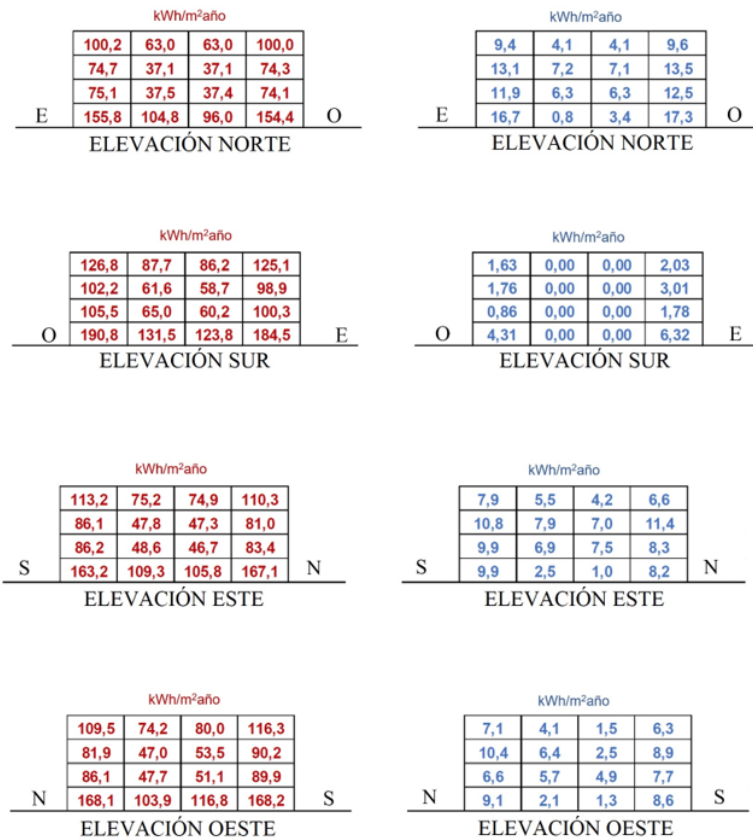 kWh/m²año
100,2 63,0 63,0 100,0
74,7 37,1 37,1 74,3
75,1 37,5 37,4 74,1
E 155,8 104,8 96,0 154,4 O
ELEVACIÓN NORTE
kWh/m²año
9,4 4,1 4,1 9,6
13,1 7,2 7,1 13,5
11,9 6,3 6,3 12,5
E 16,7 0,8 3,4 17,3 O
ELEVACIÓN NORTE
kWh/m²año
126,8 87,7 86,2 125,1
102,2 61,6 58,7 98,9
105,5 65,0 60,2 100,3
O 190,8 131,5 123,8 184,5 E
ELEVACIÓN SUR
kWh/m²año
1,63 0,00 0,00 2,03
1,76 0,00 0,00 3,01
0,86 0,00 0,00 1,78
O 4,31 0,00 0,00 6,32 E
ELEVACIÓN SUR
kWh/m²año
113,2 75,2 74,9 110,3
86,1 47,8 47,3 81,0
86,2 48,6 46,7 83,4
S 163,2 109,3 105,8 167,1 N
ELEVACIÓN ESTE
kWh/m²año
7,9 5,5 4,2 6,6
10,8 7,9 7,0 11,4
9,9 6,9 7,5 8,3
S 9,9 2,5 1,0 8,2 N
ELEVACIÓN ESTE
kWh/m²año
109,5 74,2 80,0 116,3
81,9 47,0 53,5 90,2
86,1 47,7 51,1 89,9
N 168,1 103,9 116,8 168,2 S
ELEVACIÓN OESTE
kWh/m²año
7,1 4,1 1,5 6,3
10,4 6,4 2,5 8,9
6,6 5,7 4,9 7,7
N 9,1 2,1 1,3 8,6 S
ELEVACIÓN OESTE